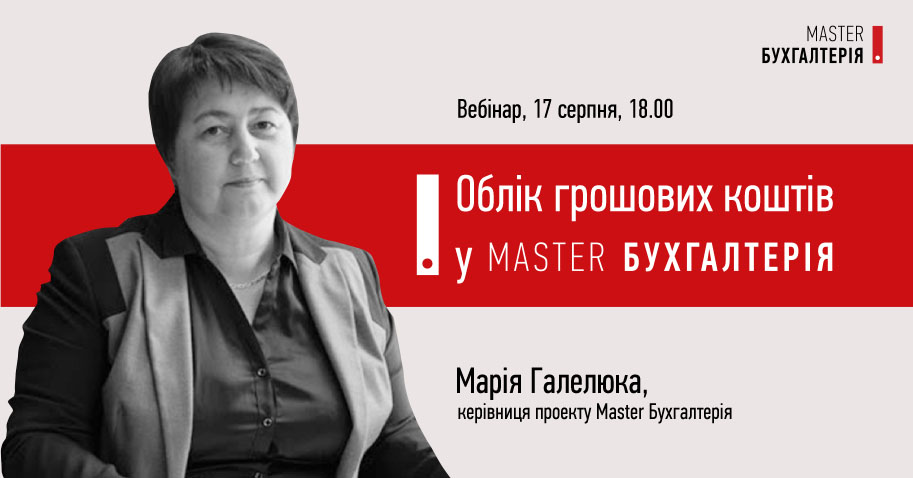 MASTER
БУХГАЛТЕРІЯ
Вебінар, 17 серпня, 18.00
Облік грошових коштів
у MASTER БУХГАЛТЕРІЯ
Марія Галелюка,
керівниця проекту Master Бухгалтерія